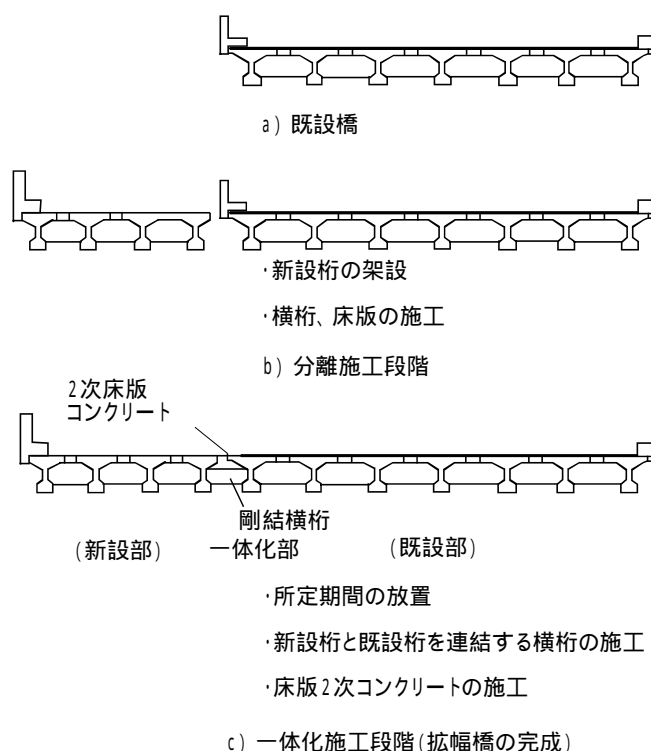 a) 既設橋
・新設桁の架設
・横桁、床版の施工
b) 分離施工段階
2次床版
コンクリート
剛結横桁
(新設部) 一体化部 (既設部)
・所定期間の放置
・新設桁と既設桁を連結する横桁の施工
・床版2次コンクリートの施工
c) 一体化施工段階(拡幅橋の完成)